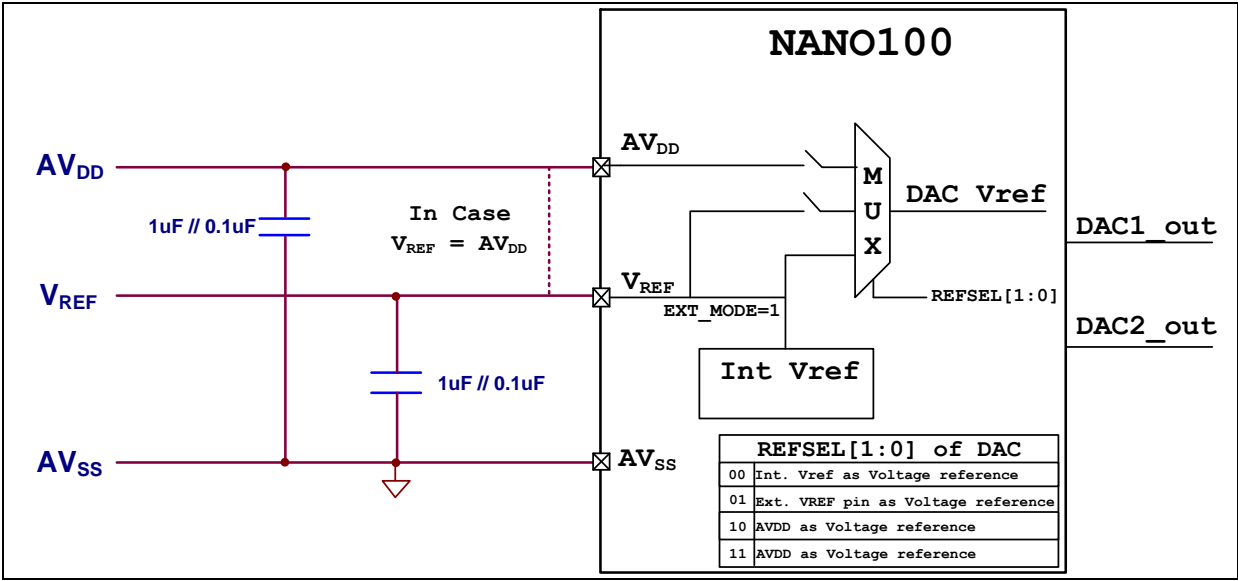 NANO100
AVDD
AVDD
1uF // 0.1uF
In Case
VREF = AVDD
M
U
X
DAC Vref
DAC1_out
VREF
VREF
EXT_MODE=1
REFSEL[1:0]
DAC2_out
Int Vref
1uF // 0.1uF
AVSS
AVSS
REFSEL[1:0] of DAC
00 Int. Vref as Voltage reference
01 Ext. VREF pin as Voltage reference
10 AVDD as Voltage reference
11 AVDD as Voltage reference